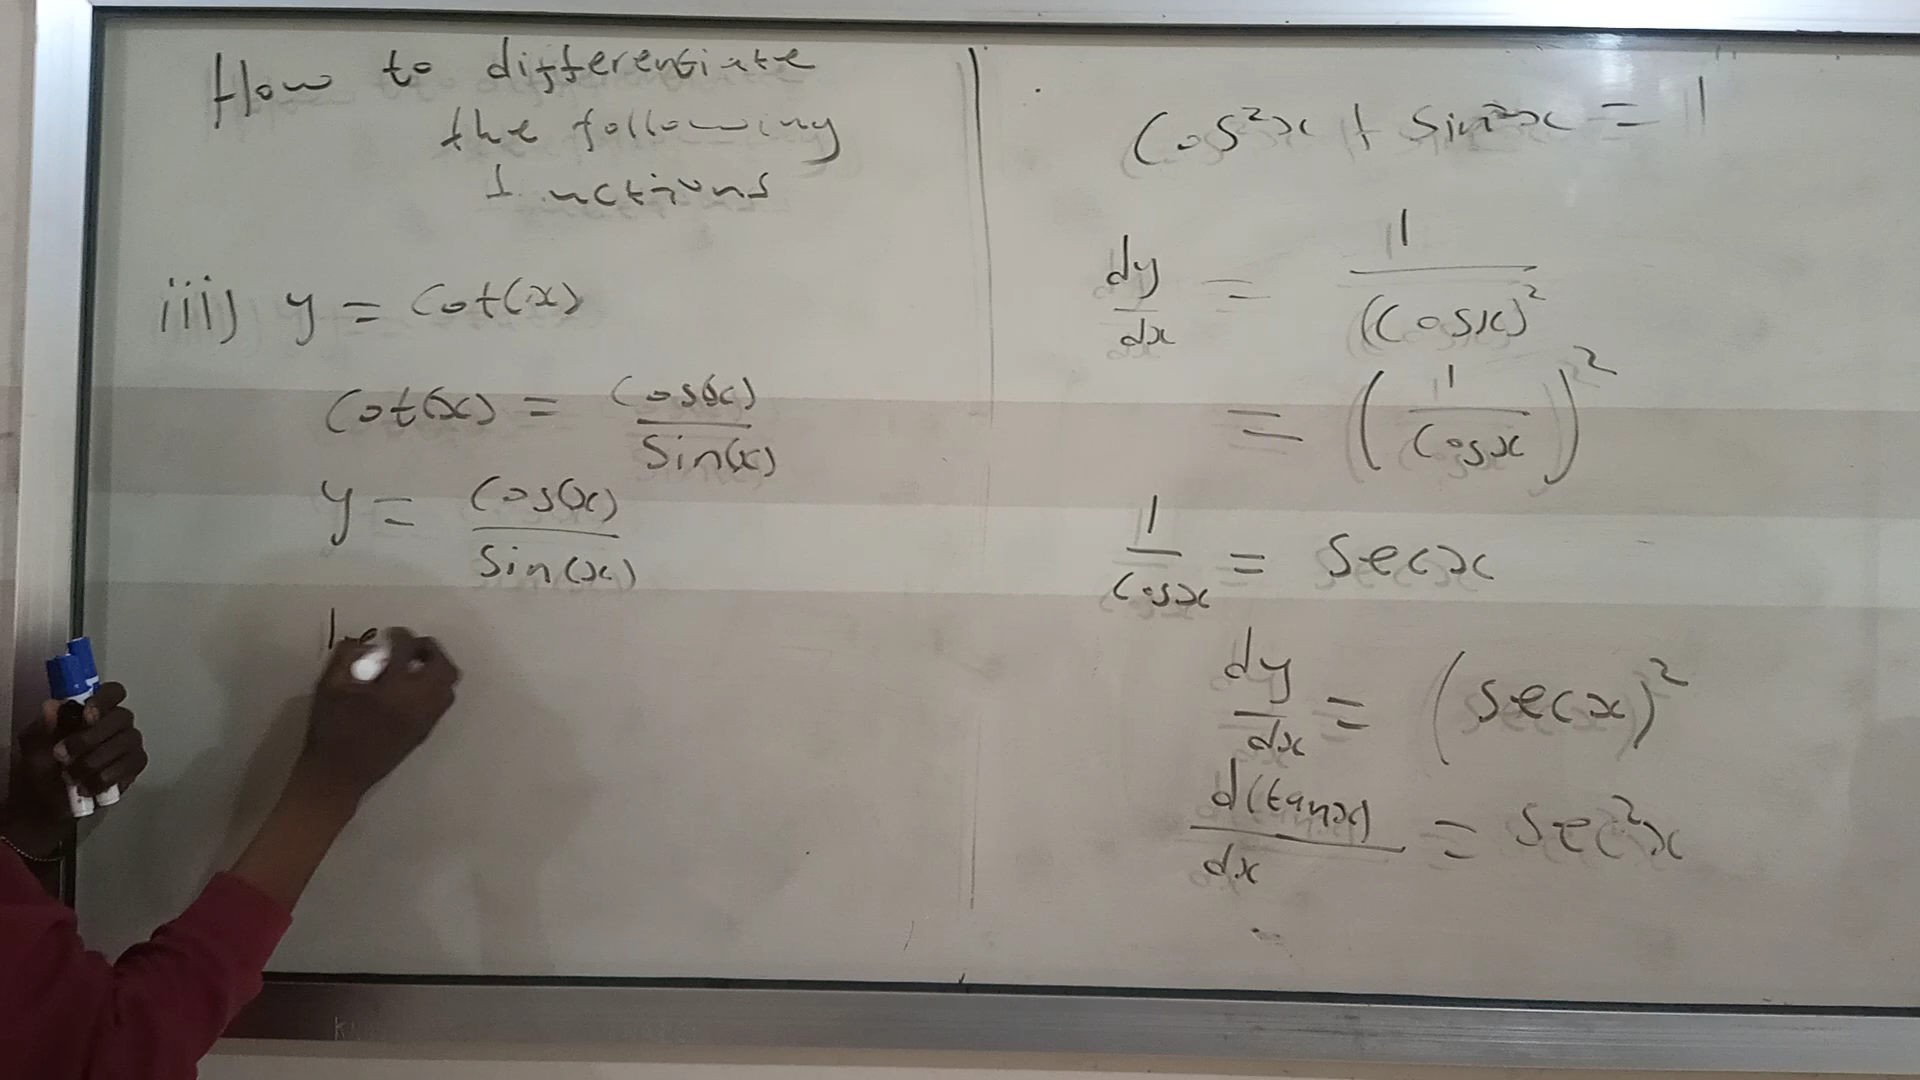 How to differentiate
the following
functions
iii) y = cot(x)
cot(x) = cos(x)/sin(x)
y = cos(x)/sin(x)
cos²x + sin²x = 1
dy/dx = 1/(cosx)²
= (1/cosx)²
1/cosx = secx
dy/dx = (secx)²
d(tanx)/dx = sec²x